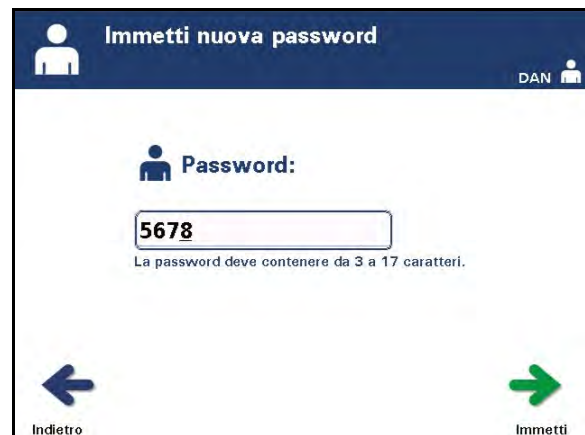 Immetti nuova password
DAN
Password:
5678
La password deve contenere da 3 a 17 caratteri.
Indietro
Immetti